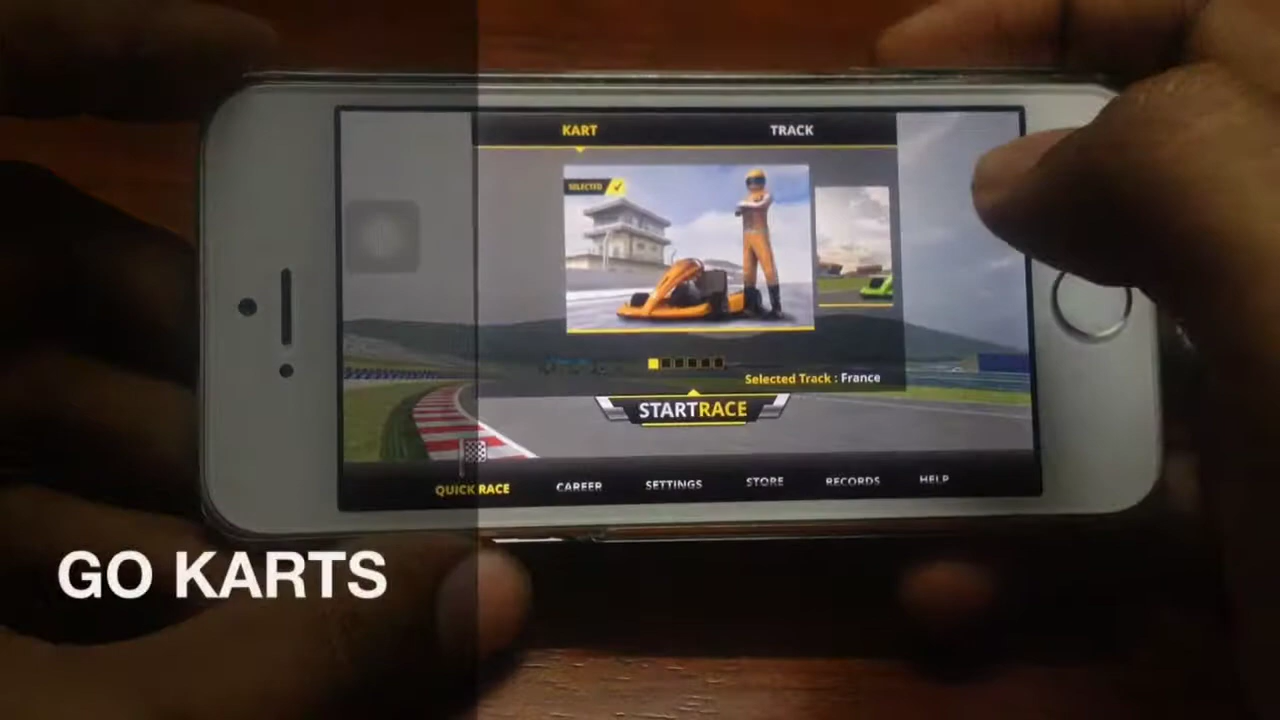 KART TRACK
SELECTED
Selected Track : France
STARTRACE
QUICK RACE CAREER SETTINGS STORE RECORDS HELP
GO KARTS